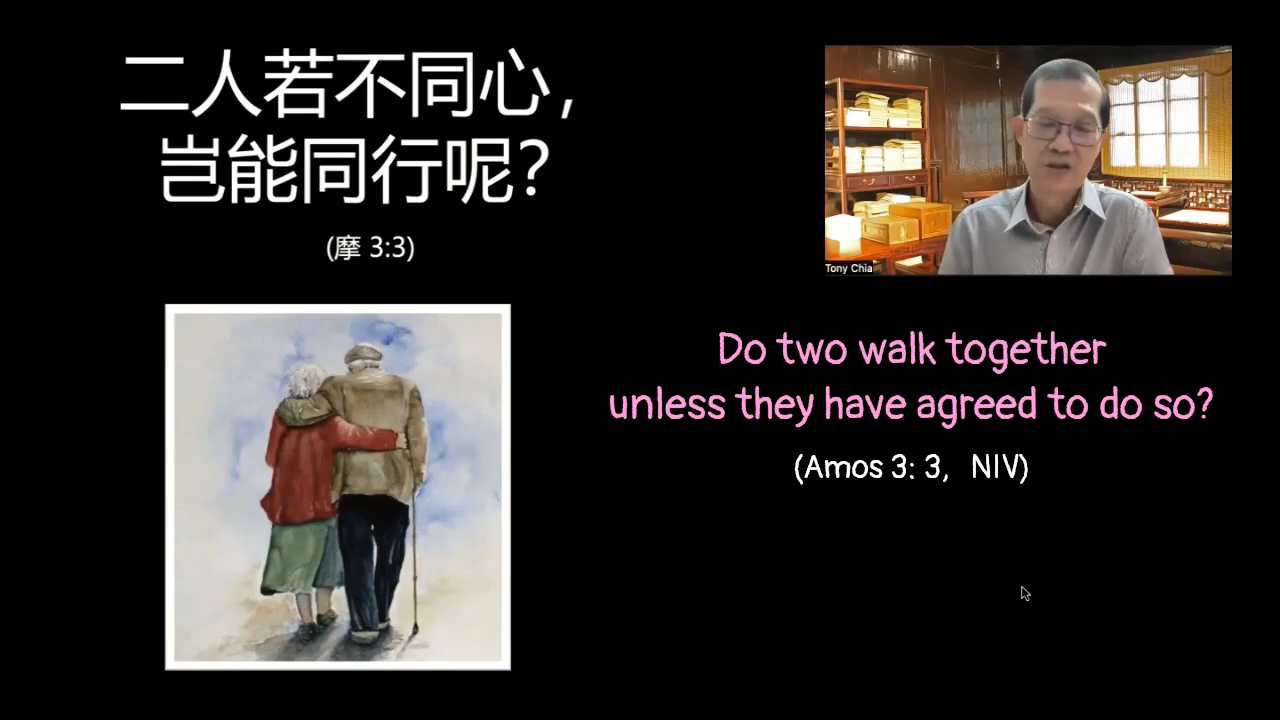 二人若不同心，
岂能同行呢？
(摩 3:3)
Tony Chia
Do two walk together
unless they have agreed to do so?
(Amos 3: 3, NIV)